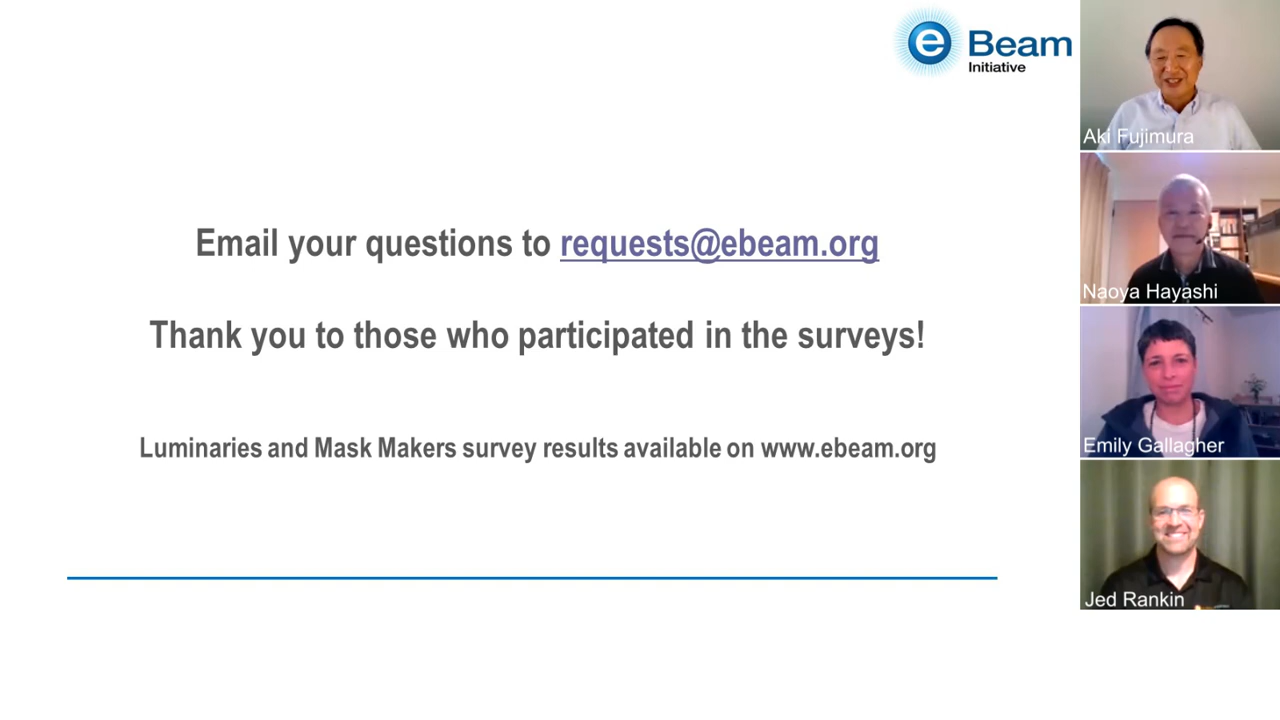 e Beam
Initiative
Email your questions to requests@ebeam.org
Thank you to those who participated in the surveys!
Luminaries and Mask Makers survey results available on www.ebeam.org
Aki Fujimura
Naoya Hayashi
Emily Gallagher
Jed Rankin